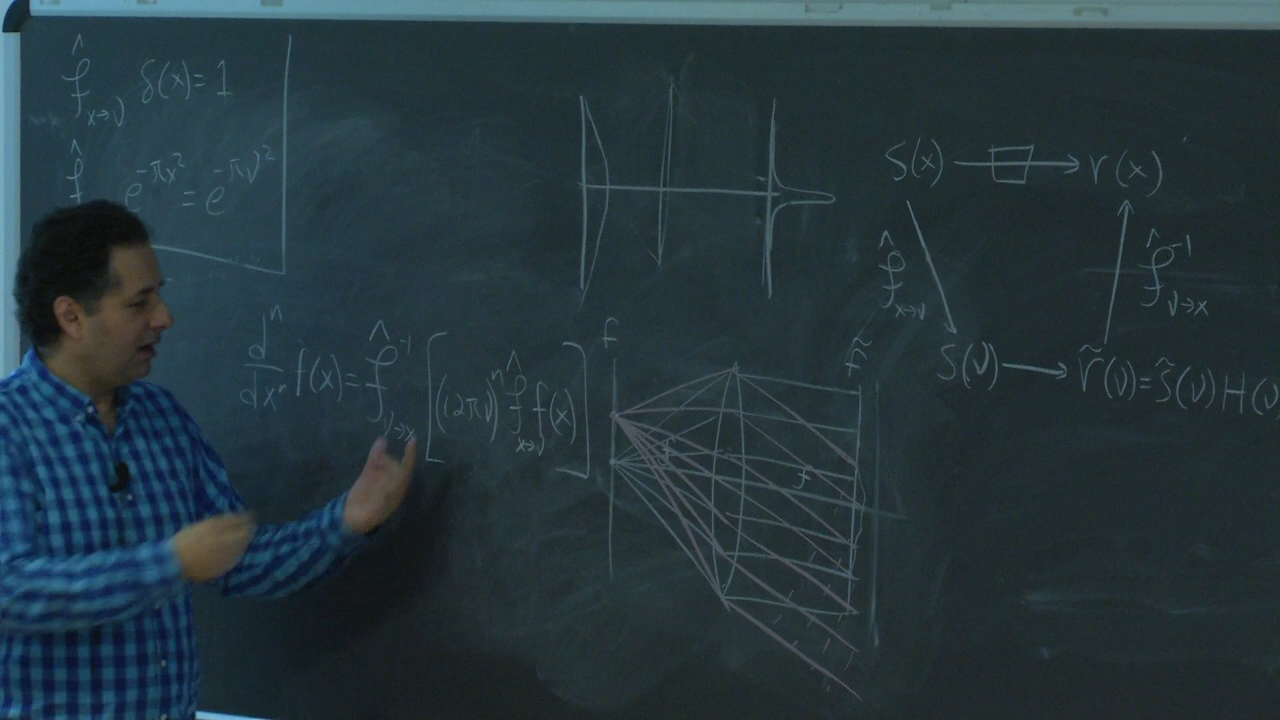 f̂ x→ν δ(x)=1
f̂ e^{-πx²} = e^{-πν²}
S(x) → r(x)
f̂ x→ν
f̂⁻¹ ν→x
S(ν) → r̃(ν)=s̃(ν)H(ν
dⁿ/dxⁿ f(x)= f̂⁻¹ ν→x [(i2πν)ⁿ f̂ x→ν f(x)]
f
f̃
f